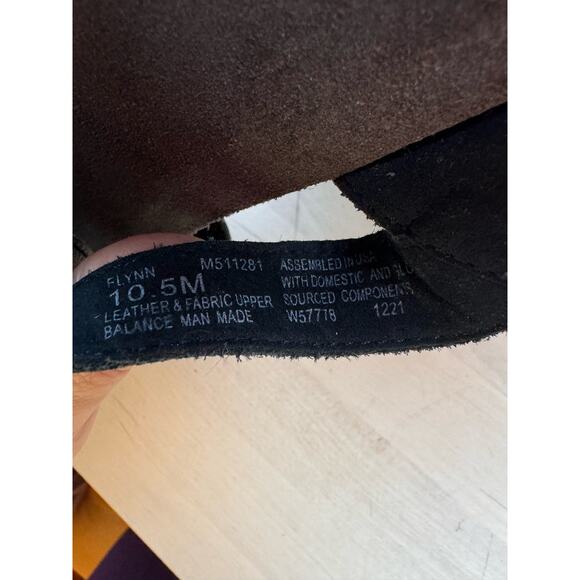 FLYNN M511281
10.5M
LEATHER & FABRIC UPPER
BALANCE MAN MADE
ASSEMBLED IN USA
WITH DOMESTIC AND
SOURCED COMPONENTS
W57778 1221